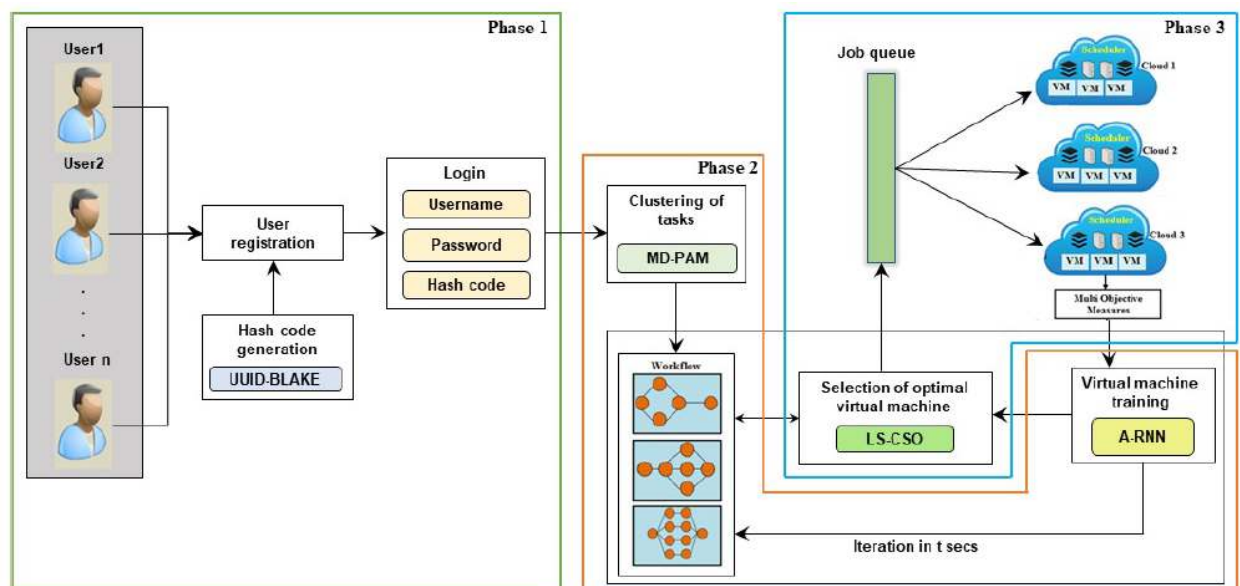 Phase 1
User1
User2
.
.
.
User n
User
registration
Hash code
generation
UUID-BLAKE
Login
Username
Password
Hash code
Phase 2
Clustering of
tasks
MD-PAM
Workflow
Phase 3
Job queue
Scheduler
Cloud 1
VM VM VM
Scheduler
Cloud 2
VM VM VM
Scheduler
Cloud 3
VM VM VM
Multi Objective
Measures
Selection of optimal
virtual machine
LS-CSO
Virtual machine
training
A-RNN
Iteration in t secs